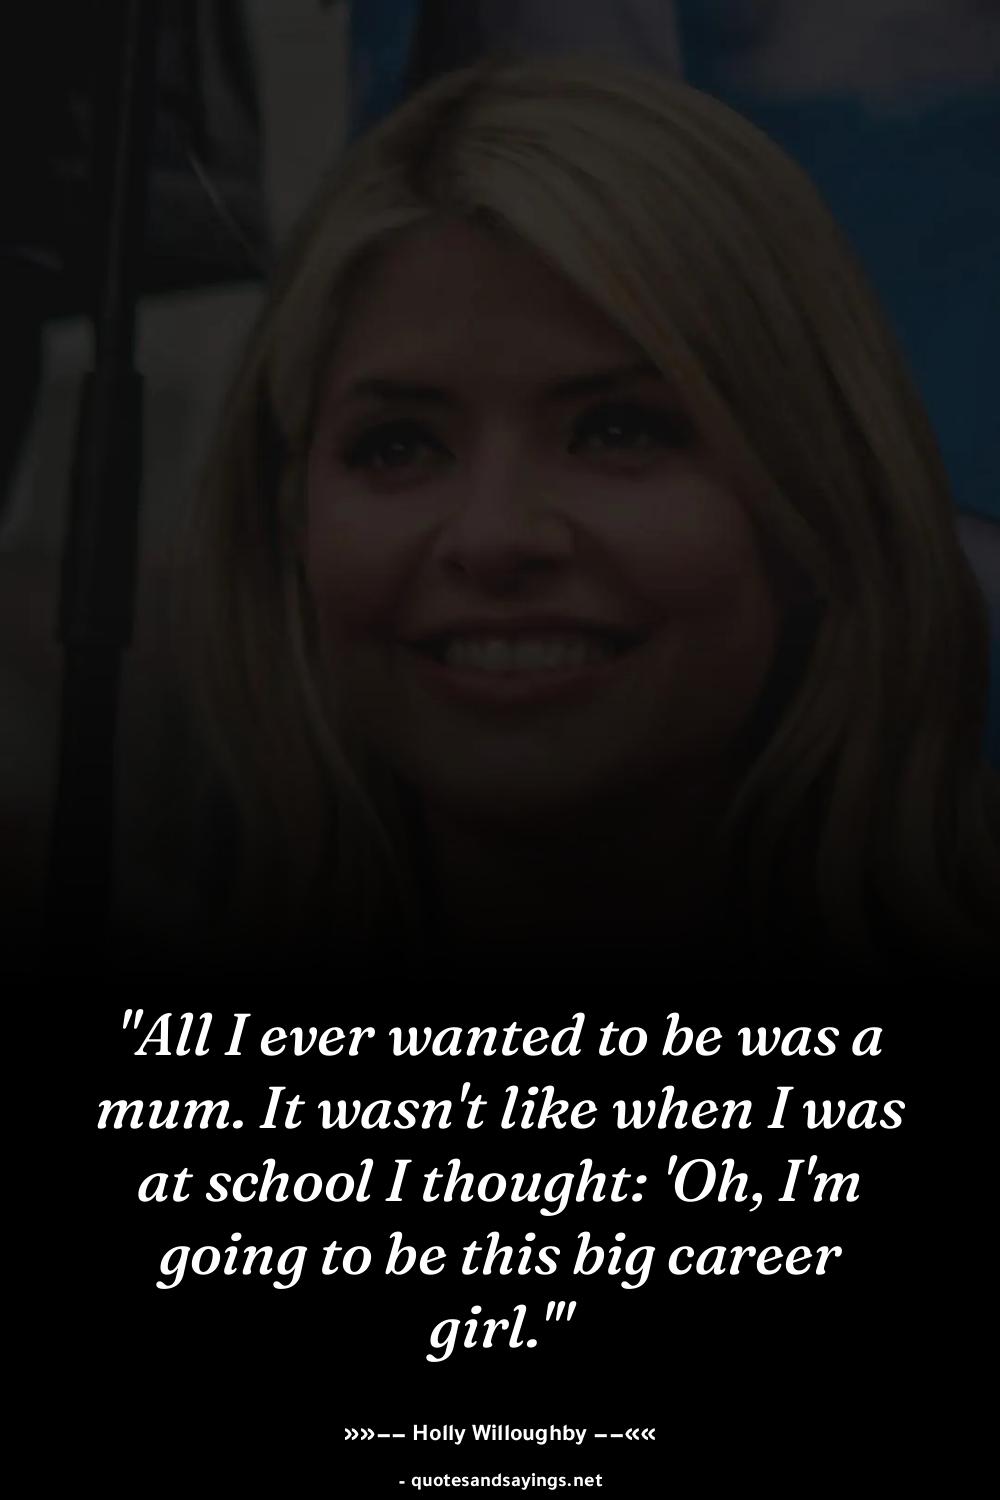 "All I ever wanted to be was a
mum. It wasn't like when I was
at school I thought: 'Oh, I'm
going to be this big career
girl.'"
»»–– Holly Willoughby ––««
- quotesandsayings.net